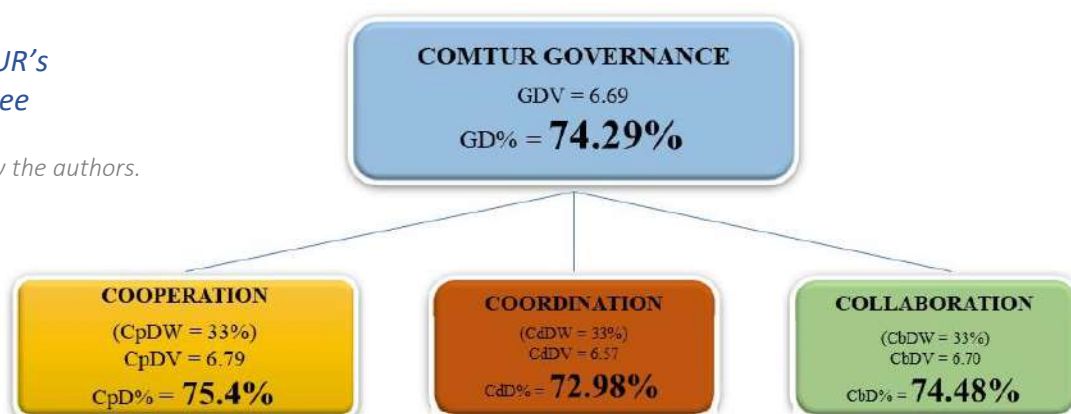 UR's
ee
y the authors.
COMTUR GOVERNANCE
GDV = 6.69
GD% = 74.29%
COOPERATION
(CpDW = 33%)
CpDV = 6.79
CpD% = 75.4%
COORDINATION
(CdDW = 33%)
CdDV = 6.57
CdD% = 72.98%
COLLABORATION
(CbDW = 33%)
CbDV = 6.70
CbD% = 74.48%